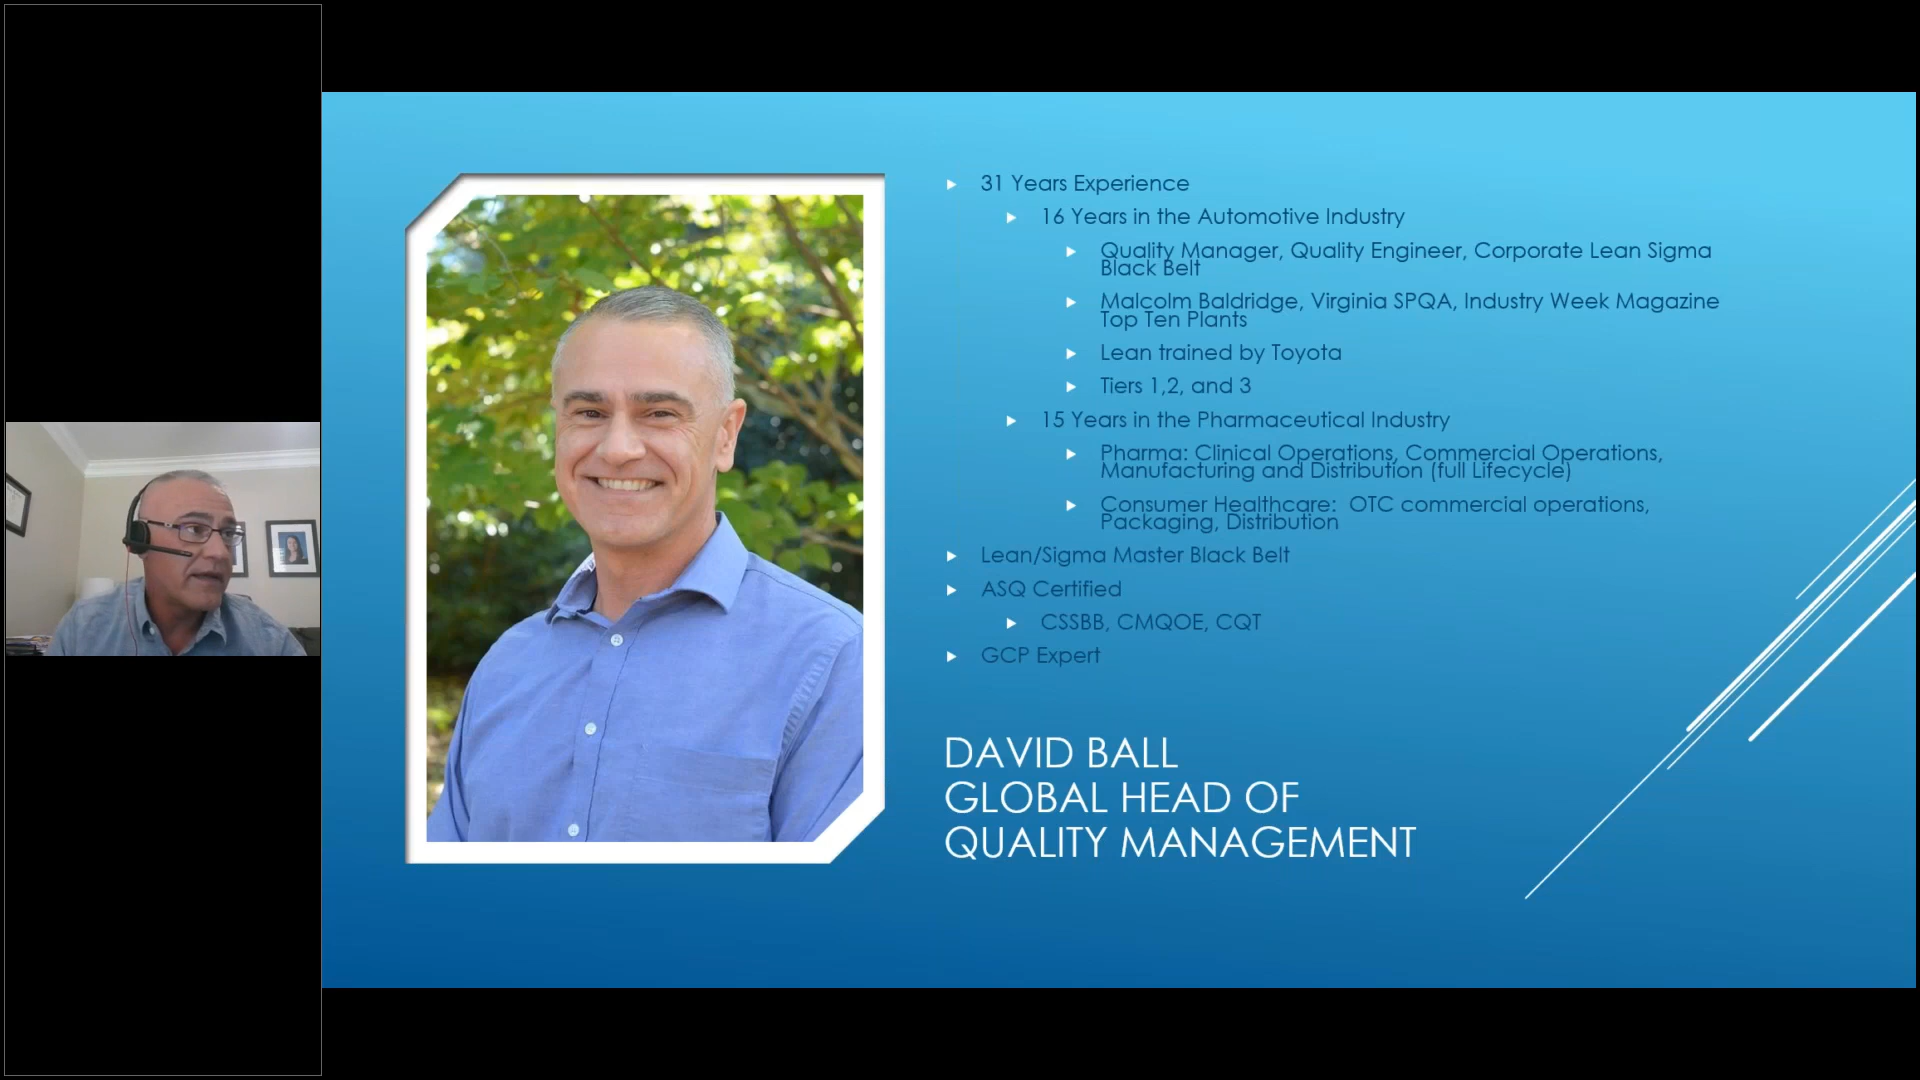 31 Years Experience
16 Years in the Automotive Industry
Quality Manager, Quality Engineer, Corporate Lean Sigma
Black Belt
Malcolm Baldridge, Virginia SPQA, Industry Week Magazine
Top Ten Plants
Lean trained by Toyota
Tiers 1,2, and 3
15 Years in the Pharmaceutical Industry
Pharma: Clinical Operations, Commercial Operations,
Manufacturing and Distribution (full Lifecycle)
Consumer Healthcare:  OTC commercial operations,
Packaging, Distribution
Lean/Sigma Master Black Belt
ASQ Certified
CSSBB, CMQOE, CQT
GCP Expert
DAVID BALL
GLOBAL HEAD OF
QUALITY MANAGEMENT